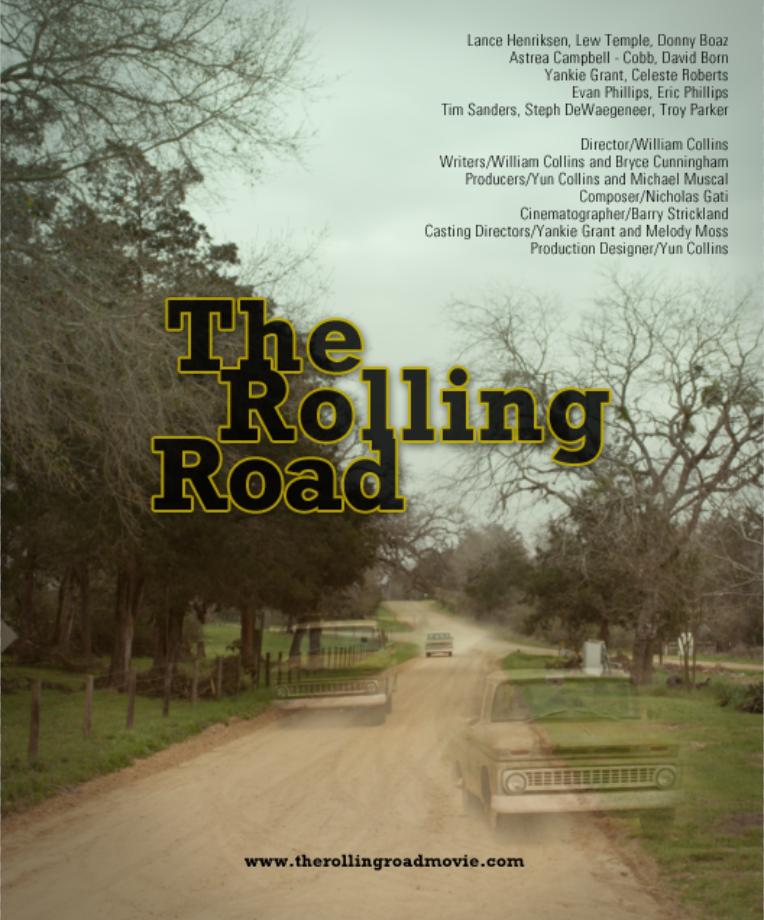 Lance Henriksen, Lew Temple, Donny Boaz
Astrea Campbell - Cobb, David Born
Yankie Grant, Celeste Roberts
Evan Phillips, Eric Phillips
Tim Sanders, Steph DeWaegeneer, Troy Parker
Director/William Collins
Writers/William Collins and Bryce Cunningham
Producers/Yun Collins and Michael Muscal
Composer/Nicholas Gati
Cinematographer/Barry Strickland
Casting Directors/Yankie Grant and Melody Moss
Production Designer/Yun Collins
The
Rolling
Road
www.therollingroadmovie.com